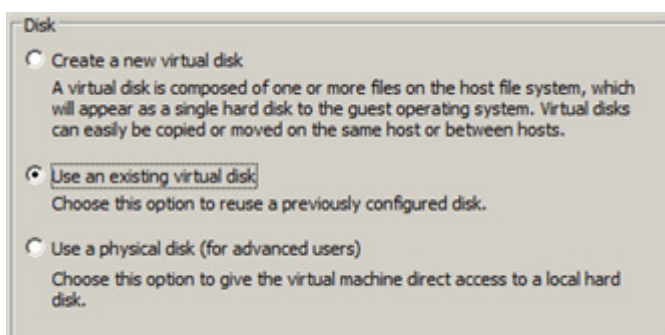 Disk
Create a new virtual disk
A virtual disk is composed of one or more files on the host file system, which
will appear as a single hard disk to the guest operating system. Virtual disks
can easily be copied or moved on the same host or between hosts.
Use an existing virtual disk
Choose this option to reuse a previously configured disk.
Use a physical disk (for advanced users)
Choose this option to give the virtual machine direct access to a local hard
disk.